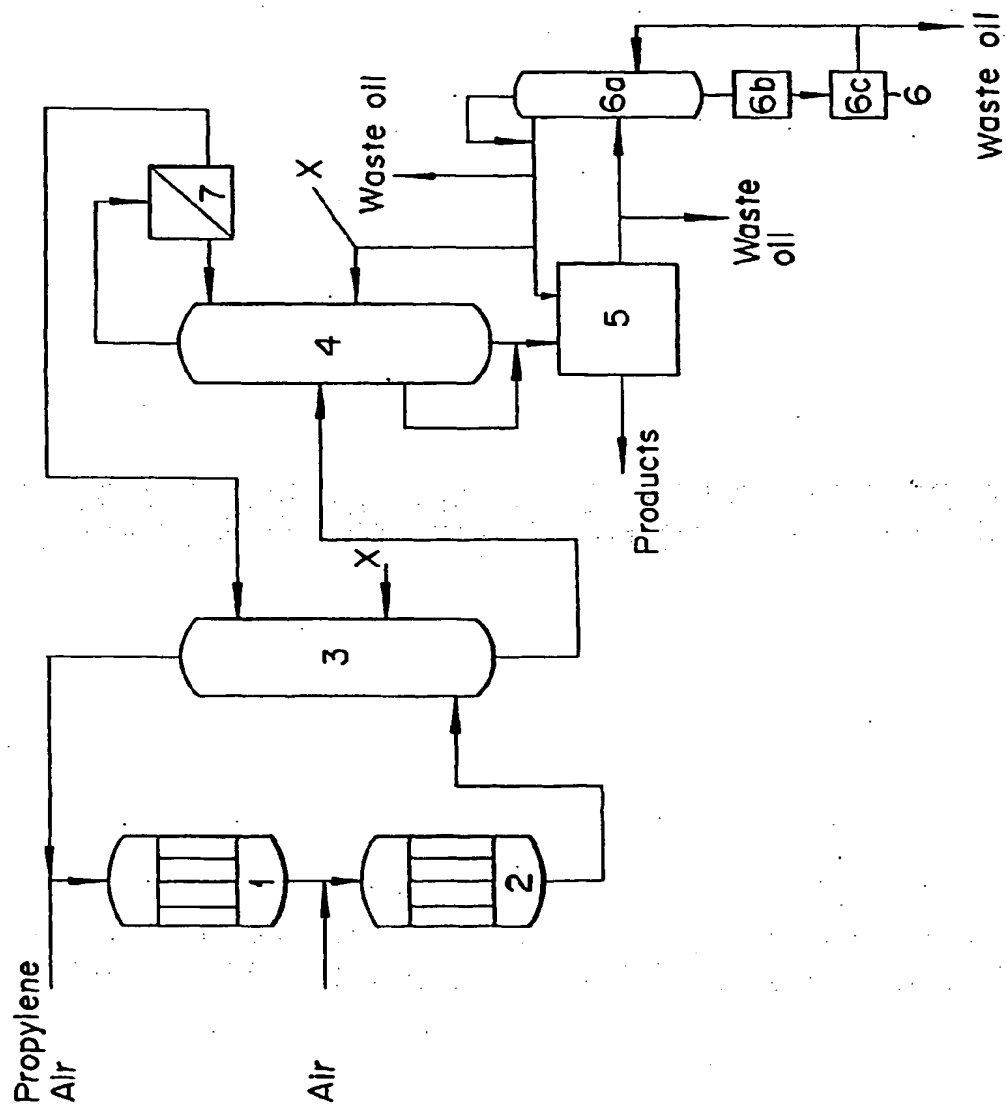 Propylene
Air
Air
1
2
3
X
4
7
X
Products
5
Waste oil
Waste
oil
6a
6b
6c
6
Waste oil